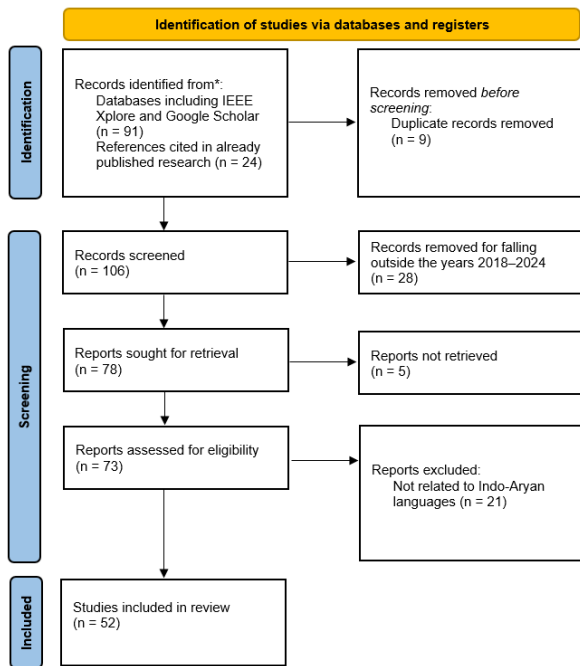 Identification of studies via databases and registers
Identification
Records identified from*:
Databases including IEEE
Xplore and Google Scholar
(n = 91)
References cited in already
published research (n = 24)
Records removed before
screening:
Duplicate records removed
(n = 9)
Screening
Records screened
(n = 106)
Records removed for falling
outside the years 2018–2024
(n = 28)
Reports sought for retrieval
(n = 78)
Reports not retrieved
(n = 5)
Reports assessed for eligibility
(n = 73)
Reports excluded:
Not related to Indo-Aryan
languages (n = 21)
Included
Studies included in review
(n = 52)